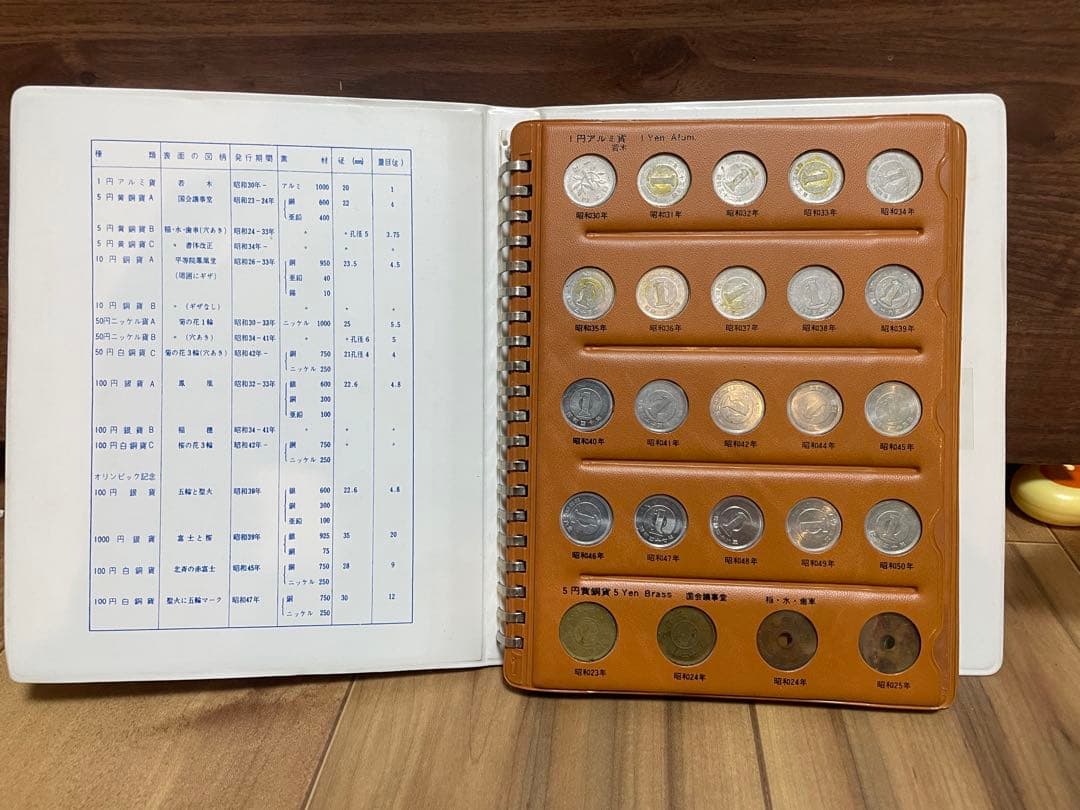 種類 表面の図柄 発行期間 素材 径(mm) 量目(g)
1円アルミ貨 若木 昭和30年- アルミ 1000 20 1
5円黄銅貨A 国会議事堂 昭和23-24年 銅 600 22 4
亜鉛 400
5円黄銅貨B 稲・水・歯車(穴あき) 昭和24-33年 〃 〃孔径5 3.75
5円黄銅貨C 〃 書体改正 昭和34年- 〃 〃 〃
10円銅貨A 平等院鳳凰堂 昭和26-33年 銅 950 23.5 4.5
(周囲にギザ) 亜鉛 40
錫 10
10円銅貨B 〃 (ギザなし) 〃 〃 〃
50円ニッケル貨A 菊の花1輪 昭和30-33年 ニッケル 1000 25 5.5
50円ニッケル貨B 〃 (穴あき) 昭和34-41年 〃 〃孔径6 5
50円白銅貨C 菊の花3輪(穴あき) 昭和42年- 銅 750 21孔径4 4
ニッケル 250
100円銀貨A 鳳凰 昭和32-33年 銀 600 22.6 4.8
銅 300
亜鉛 100
100円銀貨B 稲穂 昭和34-41年 〃 〃 〃
100円白銅貨C 桜の花3輪 昭和42年- 銅 750 〃 〃
ニッケル 250
オリンピック記念
100円銀貨 五輪と聖火 昭和39年 銀 600 22.6 4.8
銅 300
亜鉛 100
1000円銀貨 富士と桜 昭和39年 銀 925 35 20
銅 75
100円白銅貨 北斎の赤富士 昭和45年 銅 750 28 9
ニッケル 250
100円白銅貨 聖火に五輪マーク 昭和47年 銅 750 30 12
ニッケル 250
1円アルミ貨 1 Yen Alum.
若木
昭和30年 昭和31年 昭和32年 昭和33年 昭和34年
昭和35年 昭和36年 昭和37年 昭和38年 昭和39年
昭和40年 昭和41年 昭和42年 昭和44年 昭和45年
昭和46年 昭和47年 昭和48年 昭和49年 昭和50年
5円黄銅貨 5 Yen Brass 国会議事堂 稲・水・歯車
昭和23年 昭和24年 昭和24年 昭和25年